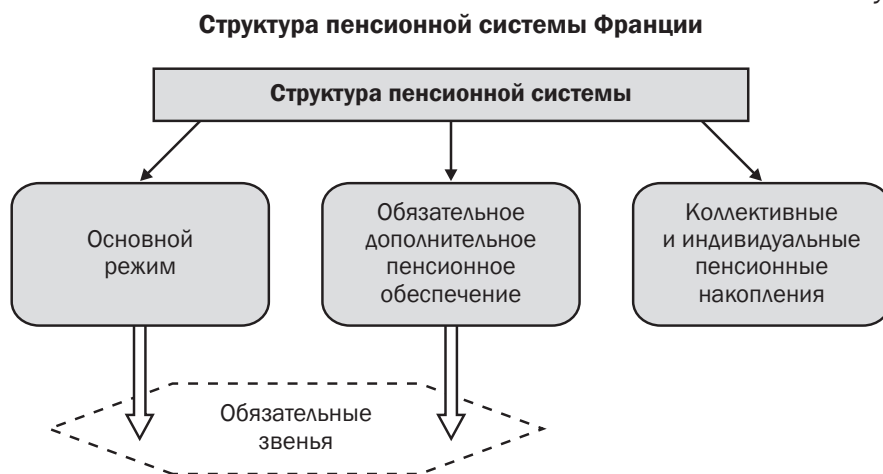 Структура пенсионной системы Франции
Структура пенсионной системы
Основной
режим
Обязательное
дополнительное
пенсионное
обеспечение
Коллективные
и индивидуальные
пенсионные
накопления
Обязательные
звенья